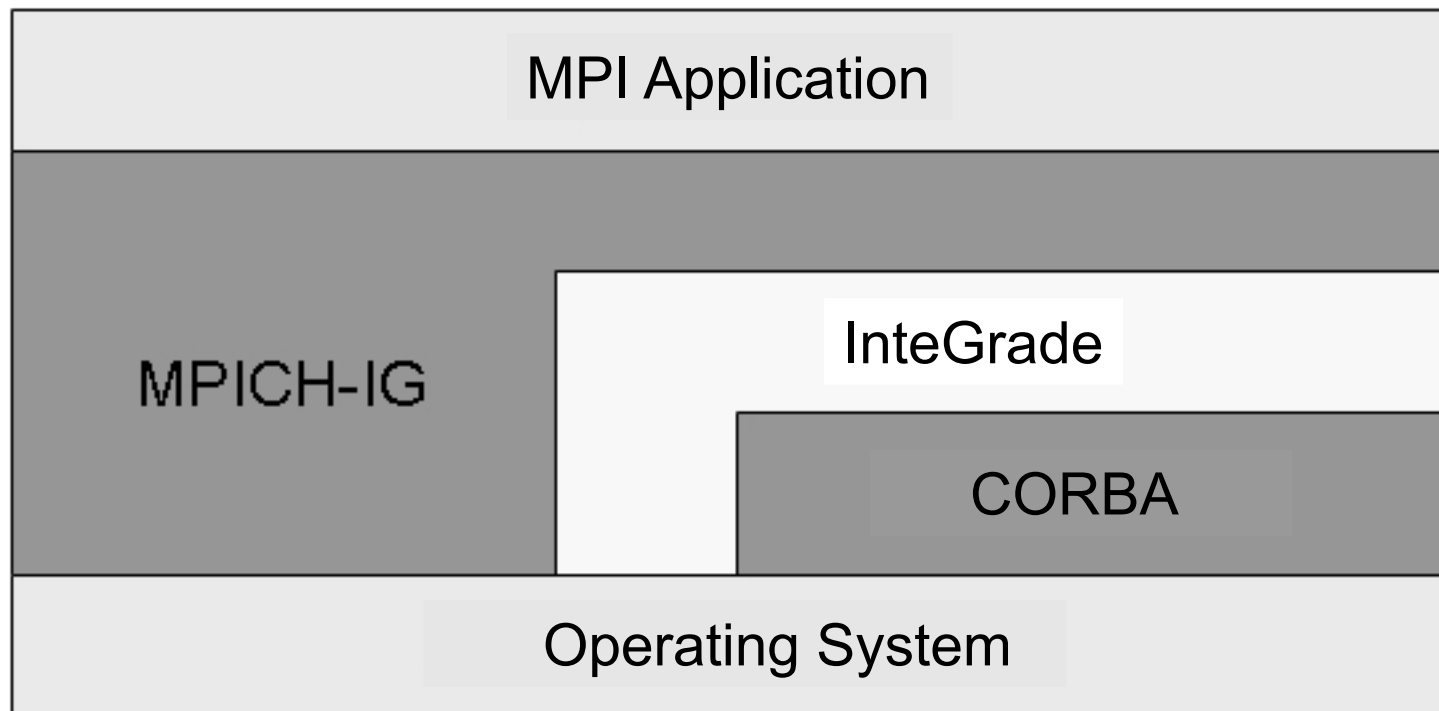 MPI Application
InteGrade
MPICH-IG
CORBA
Operating System